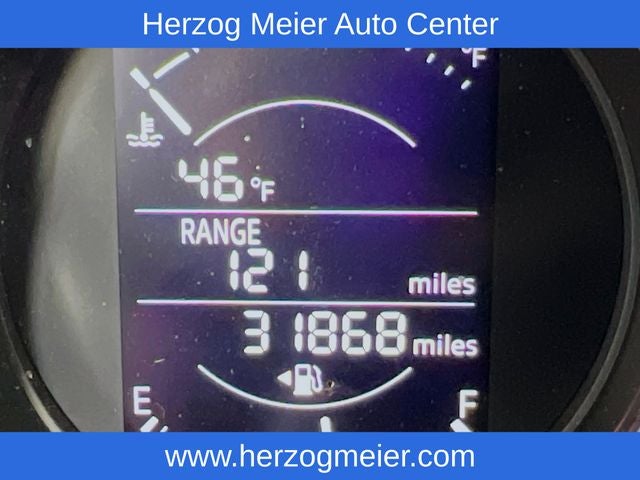 Herzog Meier Auto Center
°F
46 °F
RANGE
121 miles
31868 miles
E F
www.herzogmeier.com